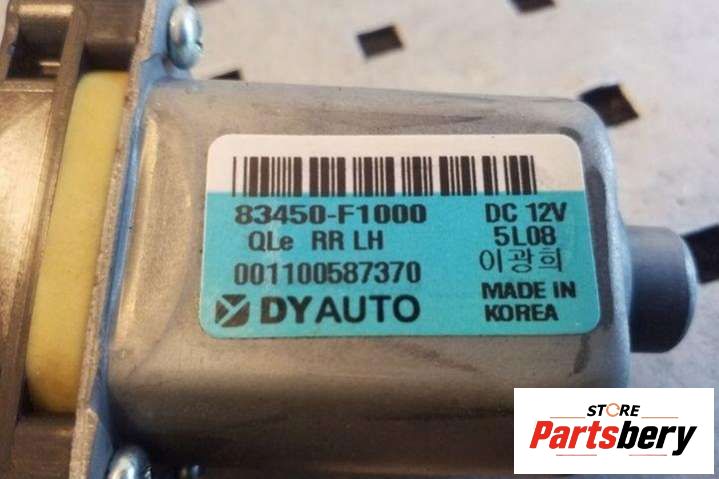 83450-F1000
DC 12V
QLe RR LH
5L08
001100587370
이광희
DYAUTO
MADE IN
KOREA
STORE
Partsbery